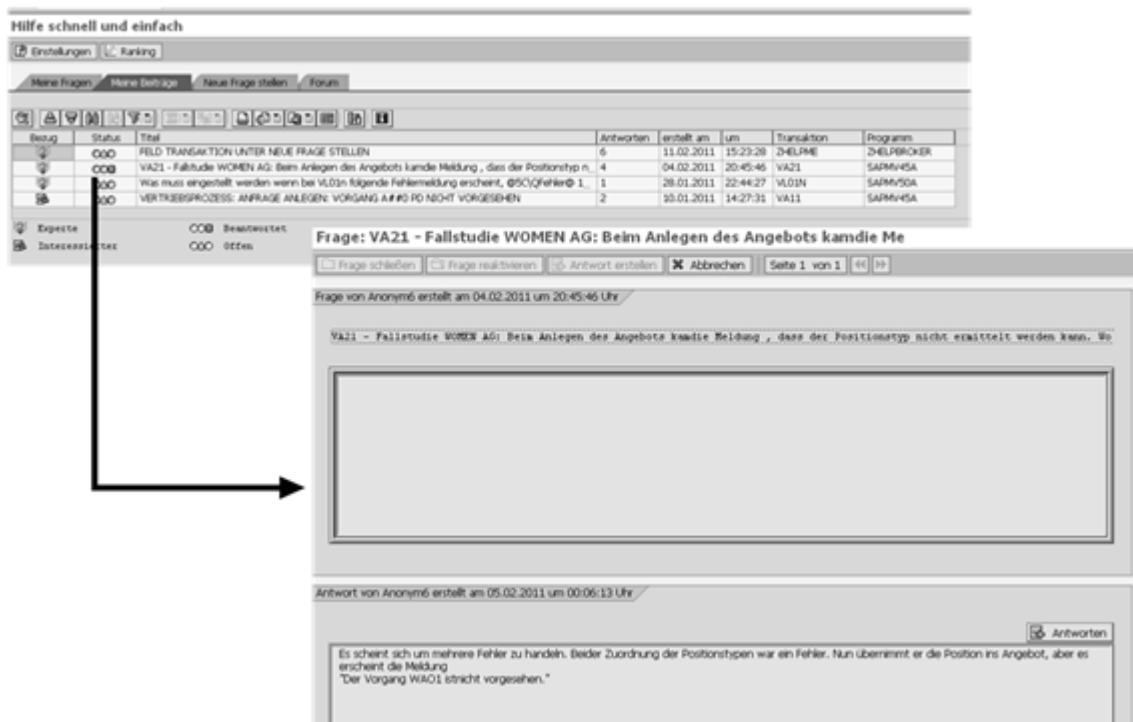 Hilfe schnell und einfach
Einstellungen Ranking
Meine Fragen Meine Beiträge Neue Frage stellen Forum
Bezug Status Titel Antworten erstellt am um Transaktion Programm
FELD TRANSAKTION UNTER NEUE FRAGE STELLEN 6 11.02.2011 15:23:28 ZHELPME ZHELPBROKER
VA21 - Fallstudie WOMEN AG: Beim Anlegen des Angebots kamdie Meldung , dass der Positionstyp n_ 4 04.02.2011 20:45:46 VA21 SAPMV45A
Was muss eingestellt werden wenn bei VL01n folgende Fehlermeldung erscheint, @5C\QFehler@ 1_ 1 28.01.2011 22:44:27 VL01N SAPMV50A
VERTRIEBSPROZESS: ANFRAGE ANLEGEN: VORGANG A##0 PD NICHT VORGESEHEN 2 10.01.2011 14:27:31 VA11 SAPMV45A
Experte Beantwortet
Interessierter Offen
Frage: VA21 - Fallstudie WOMEN AG: Beim Anlegen des Angebots kamdie Me
Frage schließen Frage reaktivieren Antwort erstellen Abbrechen Seite 1 von 1
Frage von Anonym6 erstellt am 04.02.2011 um 20:45:46 Uhr
VA21 - Fallstudie WOMEN AG: Beim Anlegen des Angebots kamdie Meldung , dass der Positionstyp nicht ermittelt werden kann. Wo
Antwort von Anonym6 erstellt am 05.02.2011 um 00:06:13 Uhr
Antworten
Es scheint sich um mehrere Fehler zu handeln. Beider Zuordnung der Positionstypen war ein Fehler. Nun übernimmt er die Position ins Angebot, aber es
erscheint die Meldung
"Der Vorgang WAO1 istnicht vorgesehen."